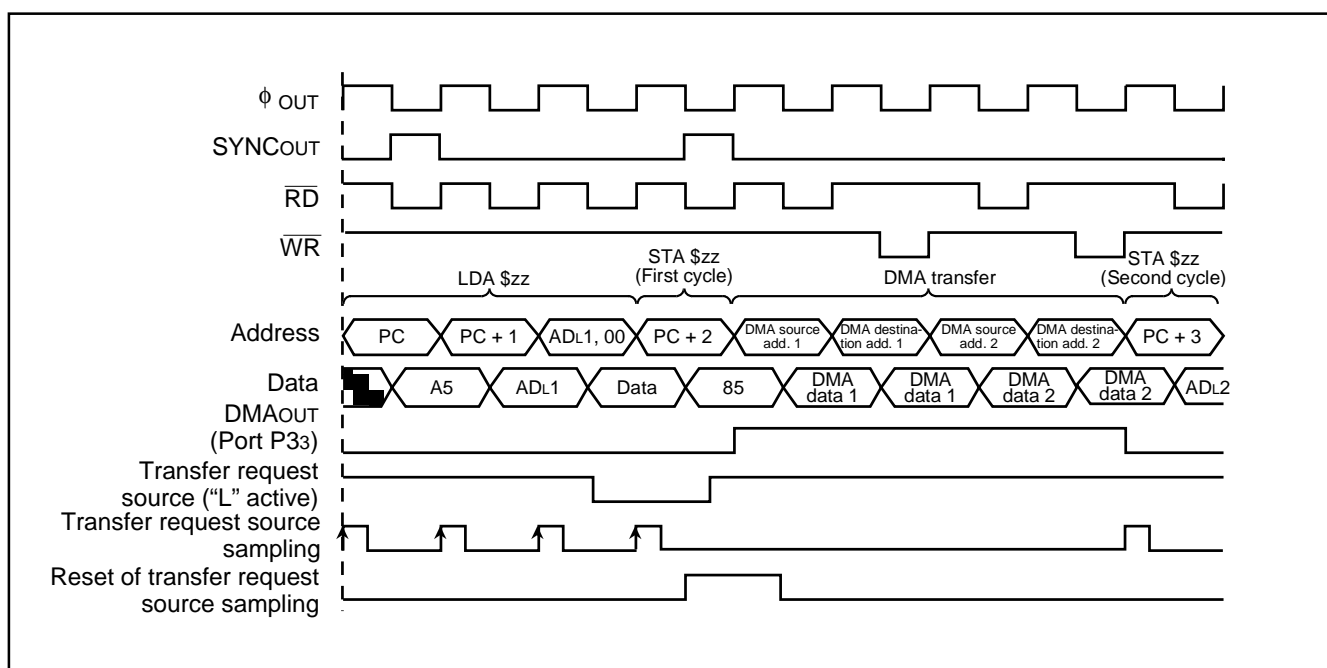 ϕ OUT
SYNCOUT
RD
WR
LDA $zz
STA $zz
(First cycle)
DMA transfer
STA $zz
(Second cycle)
Address
PC
PC + 1
ADL1, 00
PC + 2
DMA source
add. 1
DMA destina-
tion add. 1
DMA source
add. 2
DMA destina-
tion add. 2
PC + 3
Data
A5
ADL1
Data
85
DMA
data 1
DMA
data 1
DMA
data 2
DMA
data 2
ADL2
DMAOUT
(Port P33)
Transfer request
source (“L” active)
Transfer request source
sampling
Reset of transfer request
source sampling